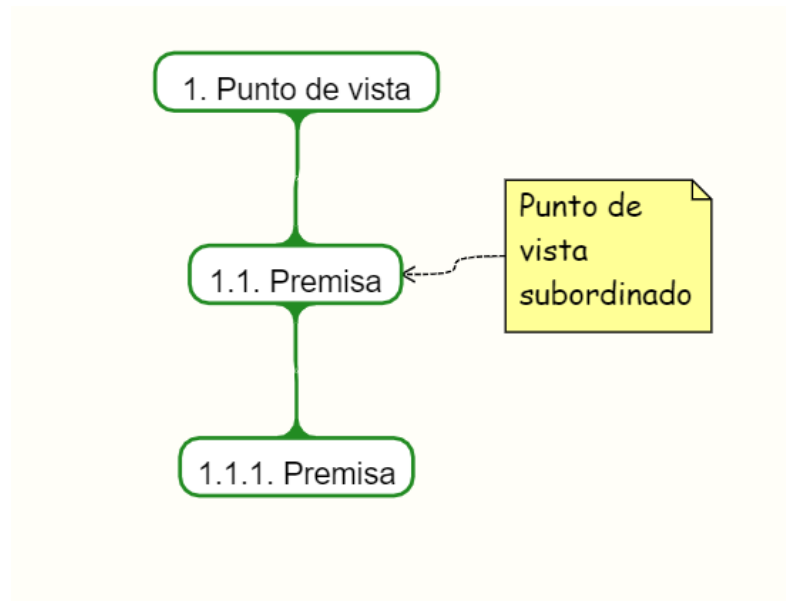 1. Punto de vista
1.1. Premisa
Punto de
vista
subordinado
1.1.1. Premisa